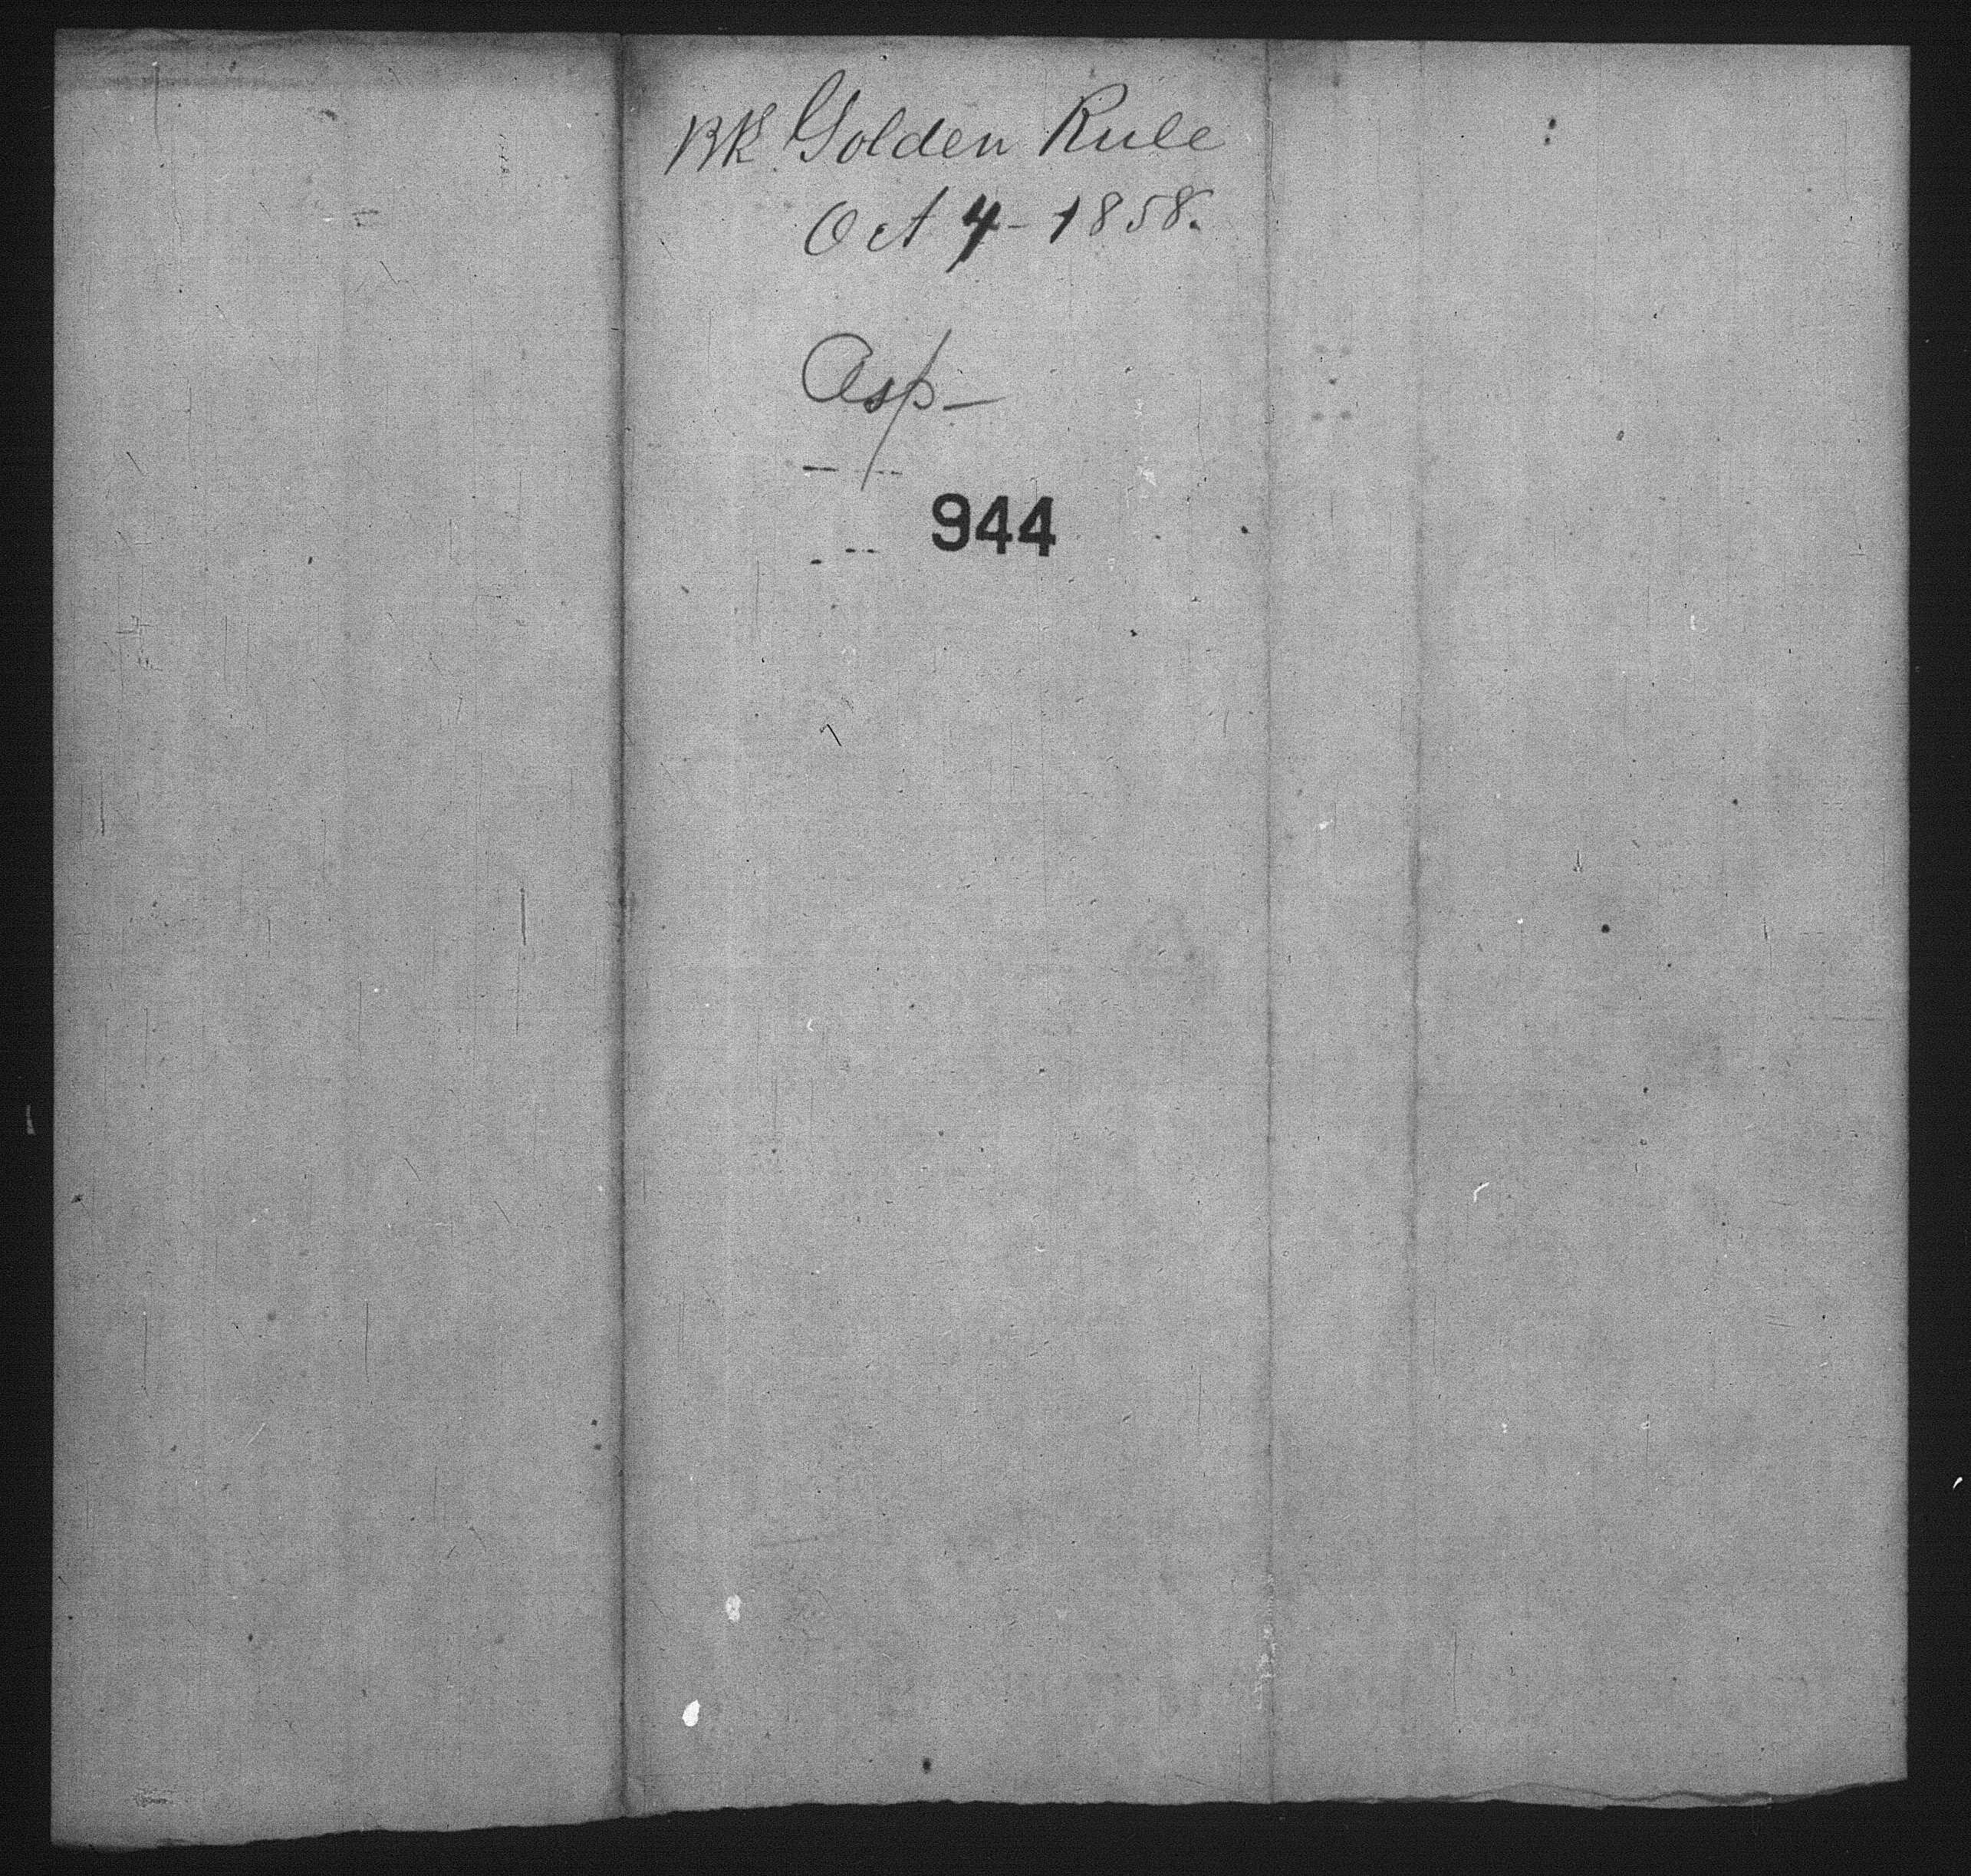 Bk Golden Rule
Oct 4 - 1858.
Asp -
944